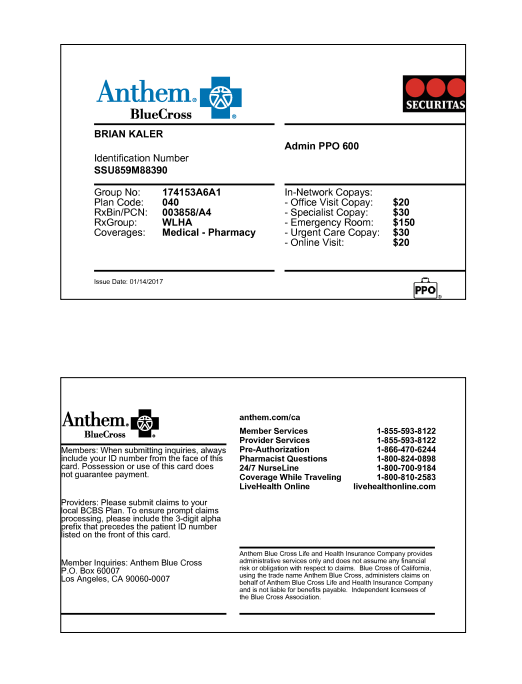 Anthem.
BlueCross
®
SECURITAS
BRIAN KALER
Identification Number
SSU859M88390
Admin PPO 600
Group No: 174153A6A1
Plan Code: 040
RxBin/PCN: 003858/A4
RxGroup: WLHA
Coverages: Medical - Pharmacy
In-Network Copays:
- Office Visit Copay: $20
- Specialist Copay: $30
- Emergency Room: $150
- Urgent Care Copay: $30
- Online Visit: $20
Issue Date: 01/14/2017
PPO ®
Anthem.
BlueCross
®
Members: When submitting inquiries, always
include your ID number from the face of this
card. Possession or use of this card does
not guarantee payment.
Providers: Please submit claims to your
local BCBS Plan. To ensure prompt claims
processing, please include the 3-digit alpha
prefix that precedes the patient ID number
listed on the front of this card.
Member Inquiries: Anthem Blue Cross
P.O. Box 60007
Los Angeles, CA 90060-0007
anthem.com/ca
Member Services 1-855-593-8122
Provider Services 1-855-593-8122
Pre-Authorization 1-866-470-6244
Pharmacist Questions 1-800-824-0898
24/7 NurseLine 1-800-700-9184
Coverage While Traveling 1-800-810-2583
LiveHealth Online livehealthonline.com
Anthem Blue Cross Life and Health Insurance Company provides
administrative services only and does not assume any financial
risk or obligation with respect to claims. Blue Cross of California,
using the trade name Anthem Blue Cross, administers claims on
behalf of Anthem Blue Cross Life and Health Insurance Company
and is not liable for benefits payable. Independent licensees of
the Blue Cross Association.